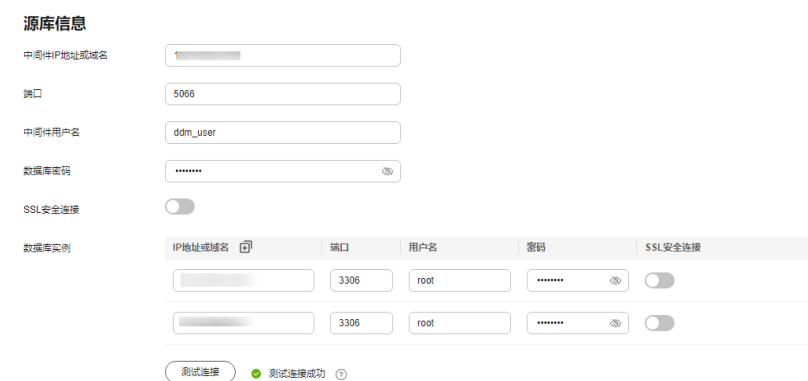 源库信息
中间件IP地址或域名
端口 5066
中间件用户名 ddm_user
数据库密码 ••••••••
SSL安全连接
数据库实例 IP地址或域名 端口 用户名 密码 SSL安全连接
3306 root ••••••••
3306 root ••••••••
测试连接 测试连接成功